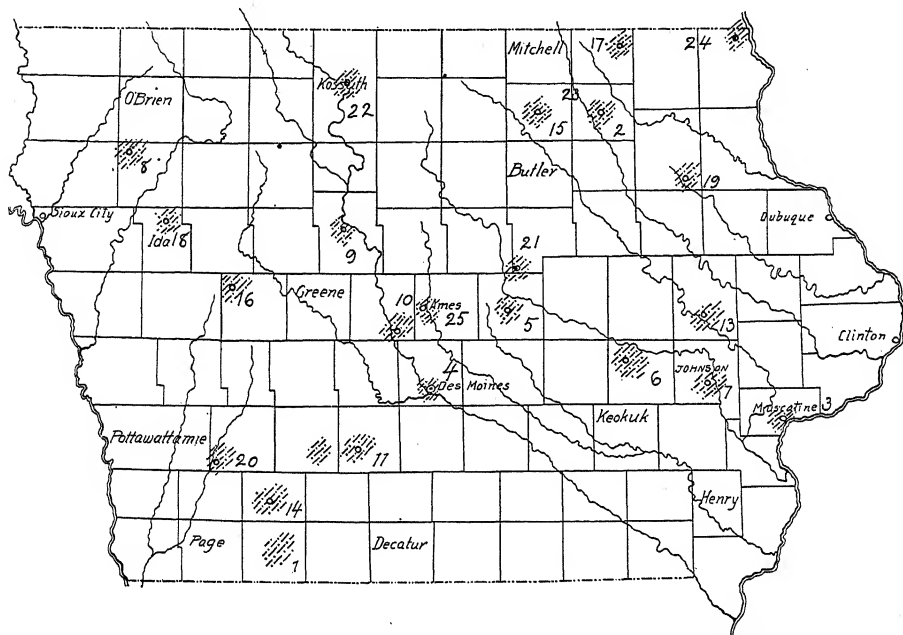 Mitchell 17 24
Kossuth
22
O'Brien
23
15 2
8
Butler
19
Sioux City
Dubuque
Ida 18
9
21
16
Greene
10
Ames
25
5
13
Clinton
4
Des Moines
6
JOHNSON
7
Muscatine 3
Keokuk
Pottawattamie
20
11
14
Henry
Page
1
Decatur